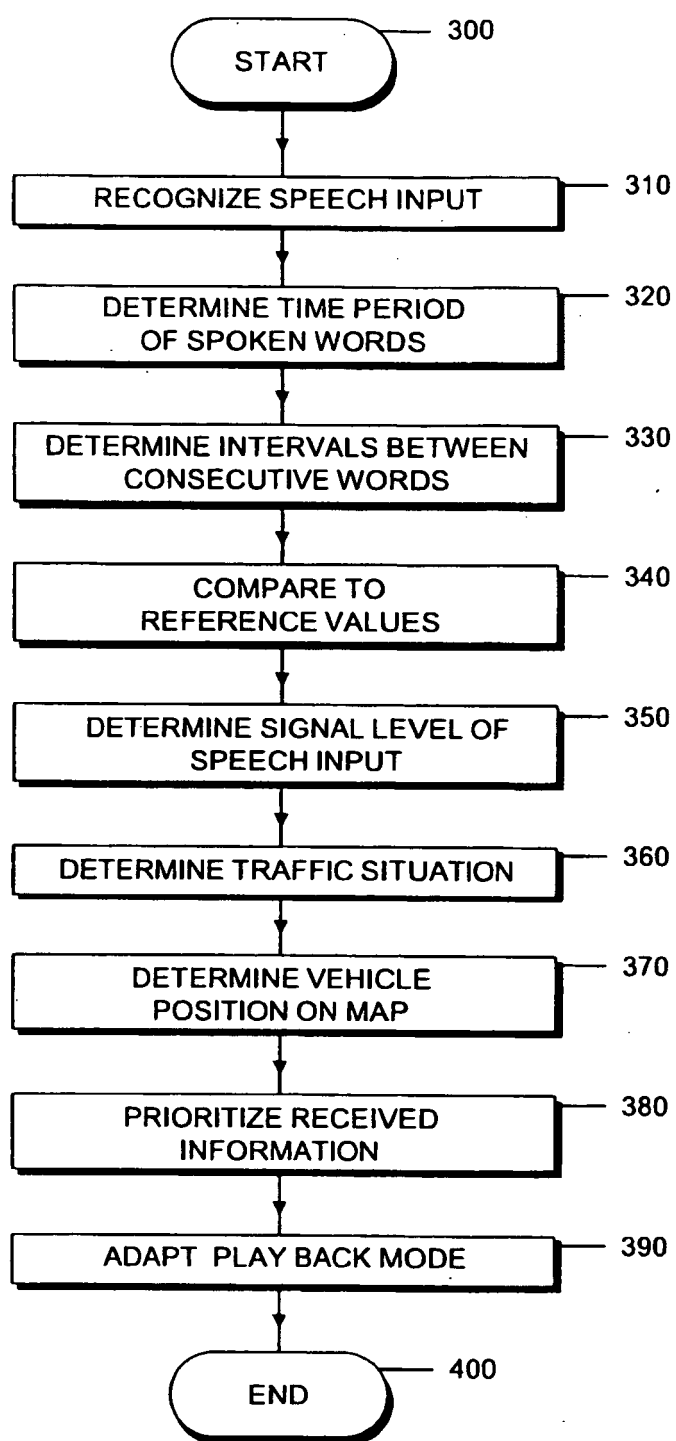 START
300
RECOGNIZE SPEECH INPUT
310
DETERMINE TIME PERIOD
OF SPOKEN WORDS
320
DETERMINE INTERVALS BETWEEN
CONSECUTIVE WORDS
330
COMPARE TO
REFERENCE VALUES
340
DETERMINE SIGNAL LEVEL OF
SPEECH INPUT
350
DETERMINE TRAFFIC SITUATION
360
DETERMINE VEHICLE
POSITION ON MAP
370
PRIORITIZE RECEIVED
INFORMATION
380
ADAPT PLAY BACK MODE
390
END
400